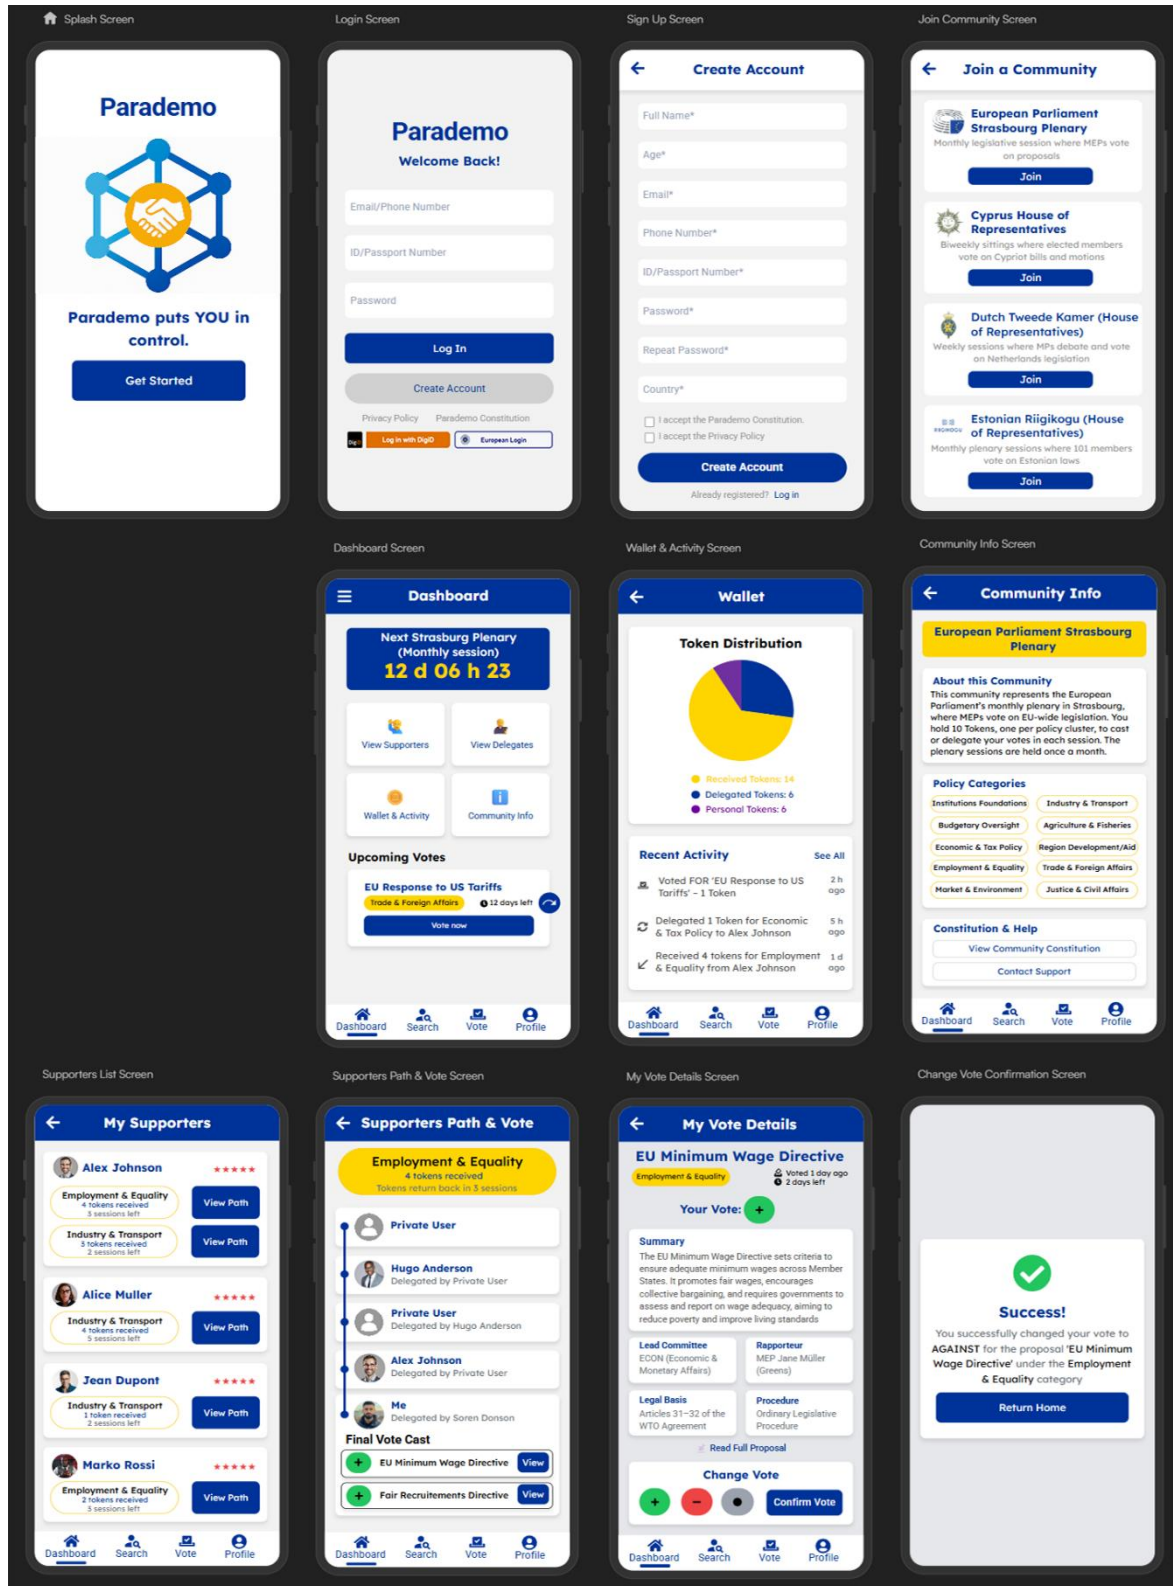 Splash Screen
Parademo
Parademo puts YOU in
control.
Get Started
Login Screen
Parademo
Welcome Back!
Email/Phone Number
ID/Passport Number
Password
Log In
Create Account
Privacy Policy Parademo Constitution
Log in with DigiD European Login
Sign Up Screen
Create Account
Full Name*
Age*
Email*
Phone Number*
ID/Passport Number*
Password*
Repeat Password*
Country*
I accept the Parademo Constitution.
I accept the Privacy Policy
Create Account
Already registered? Log in
Join Community Screen
Join a Community
European Parliament
Strasbourg Plenary
Monthly legislative session where MEPs vote
on proposals
Join
Cyprus House of
Representatives
Biweekly sittings where elected members
vote on Cypriot bills and motions
Join
Dutch Tweede Kamer (House
of Representatives)
Weekly sessions where MPs debate and vote
on Netherlands legislation
Join
Estonian Riigikogu (House
of Representatives)
Monthly plenary sessions where 101 members
vote on Estonian laws
Join
Dashboard Screen
Dashboard
Next Strasburg Plenary
(Monthly session)
12 d 06 h 23
View Supporters
View Delegates
Wallet & Activity
Community Info
Upcoming Votes
EU Response to US Tariffs
Trade & Foreign Affairs 12 days left
Vote now
Dashboard Search Vote Profile
Wallet & Activity Screen
Wallet
Token Distribution
Received Tokens: 14
Delegated Tokens: 6
Personal Tokens: 6
Recent Activity See All
Voted FOR 'EU Response to US
Tariffs' – 1 Token
2 h
ago
Delegated 1 Token for Economic
& Tax Policy to Alex Johnson
5 h
ago
Received 4 tokens for Employment
& Equality from Alex Johnson
1 d
ago
Dashboard Search Vote Profile
Community Info Screen
Community Info
European Parliament Strasbourg
Plenary
About this Community
This community represents the European
Parliament's monthly plenary in Strasbourg,
where MEPs vote on EU-wide legislation. You
hold 10 Tokens, one per policy cluster, to cast
or delegate your votes in each session. The
plenary sessions are held once a month.
Policy Categories
Institutions Foundations Industry & Transport
Budgetary Oversight Agriculture & Fisheries
Economic & Tax Policy Region Development/Aid
Employment & Equality Trade & Foreign Affairs
Market & Environment Justice & Civil Affairs
Constitution & Help
View Community Constitution
Contact Support
Dashboard Search Vote Profile
Supporters List Screen
My Supporters
Alex Johnson
Employment & Equality
4 tokens received
3 sessions left
View Path
Industry & Transport
3 tokens received
2 sessions left
View Path
Alice Muller
Industry & Transport
4 tokens received
5 sessions left
View Path
Jean Dupont
Industry & Transport
1 token received
2 sessions left
View Path
Marko Rossi
Employment & Equality
2 tokens received
3 sessions left
View Path
Dashboard Search Vote Profile
Supporters Path & Vote Screen
Supporters Path & Vote
Employment & Equality
4 tokens received
Tokens return back in 3 sessions
Private User
Hugo Anderson
Delegated by Private User
Private User
Delegated by Hugo Anderson
Alex Johnson
Delegated by Private User
Me
Delegated by Soren Donson
Final Vote Cast
EU Minimum Wage Directive View
Fair Recruitements Directive View
Dashboard Search Vote Profile
My Vote Details Screen
My Vote Details
EU Minimum Wage Directive
Employment & Equality
Voted 1 day ago
2 days left
Your Vote:
Summary
The EU Minimum Wage Directive sets criteria to
ensure adequate minimum wages across Member
States. It promotes fair wages, encourages
collective bargaining, and requires governments to
assess and report on wage adequacy, aiming to
reduce poverty and improve living standards
Lead Committee
ECON (Economic &
Monetary Affairs)
Rapporteur
MEP Jane Müller
(Greens)
Legal Basis
Articles 31–32 of the
WTO Agreement
Procedure
Ordinary Legislative
Procedure
Read Full Proposal
Change Vote
Confirm Vote
Dashboard Search Vote Profile
Change Vote Confirmation Screen
Success!
You successfully changed your vote to
AGAINST for the proposal 'EU Minimum
Wage Directive' under the Employment
& Equality category
Return Home